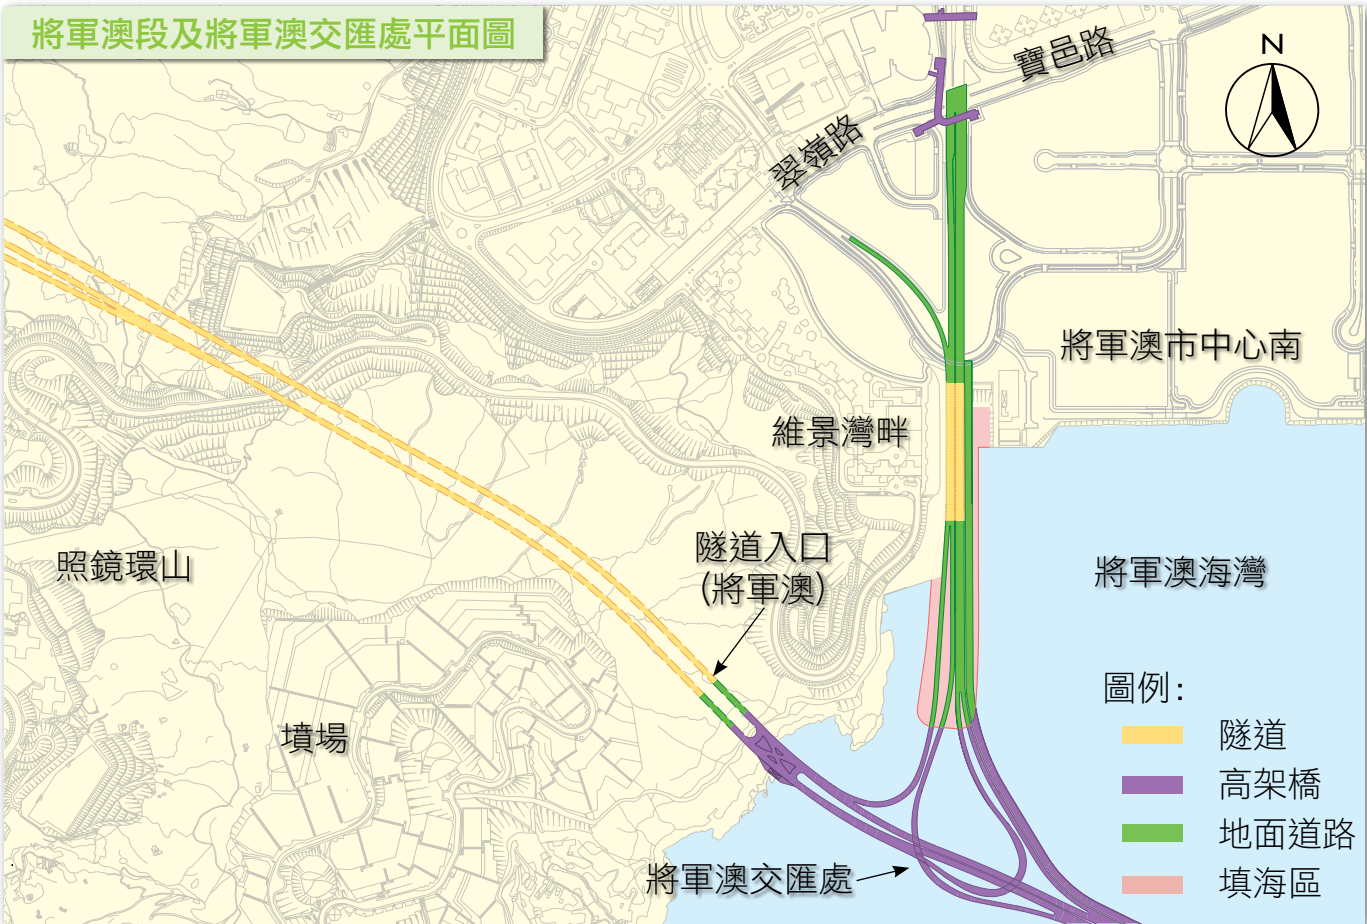 將軍澳段及將軍澳交匯處平面圖
N
寶邑路
翠嶺路
將軍澳市中心南
維景灣畔
隧道入口
(將軍澳)
照鏡環山
將軍澳海灣
墳場
將軍澳交匯處
圖例：
隧道
高架橋
地面道路
填海區